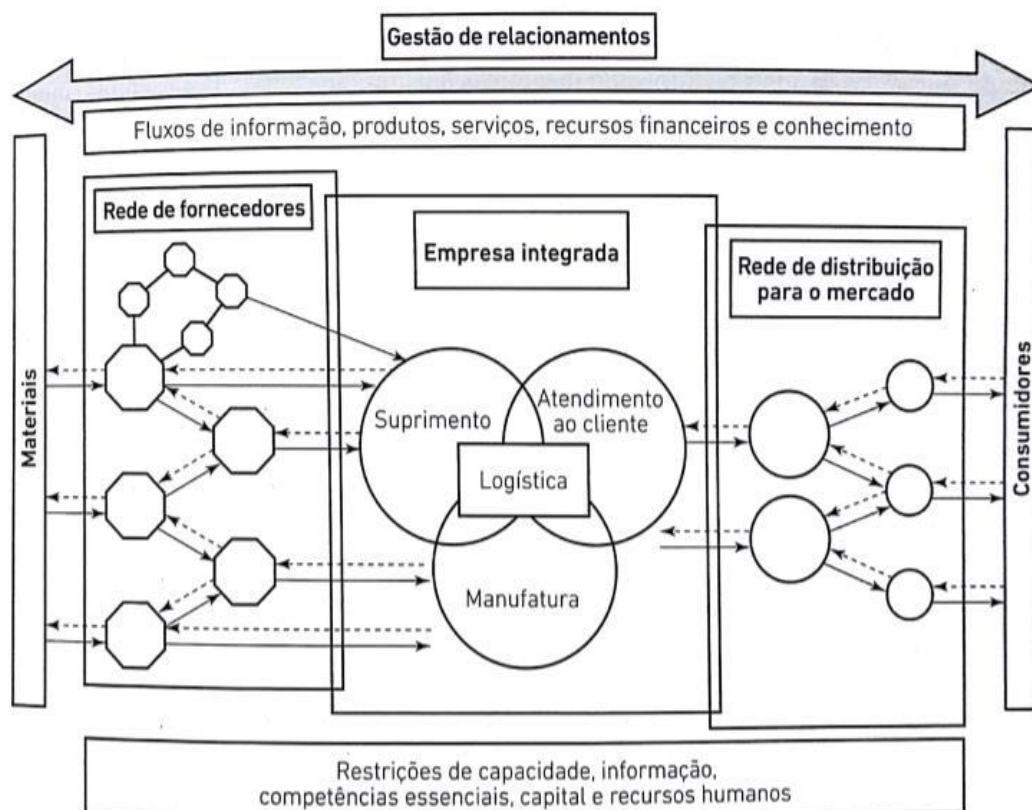 Gestão de relacionamentos
Fluxos de informação, produtos, serviços, recursos financeiros e conhecimento
Rede de fornecedores
Empresa integrada
Rede de distribuição
para o mercado
Materiais
Suprimento
Atendimento
ao cliente
Logística
Manufatura
Consumidores
Restrições de capacidade, informação,
competências essenciais, capital e recursos humanos